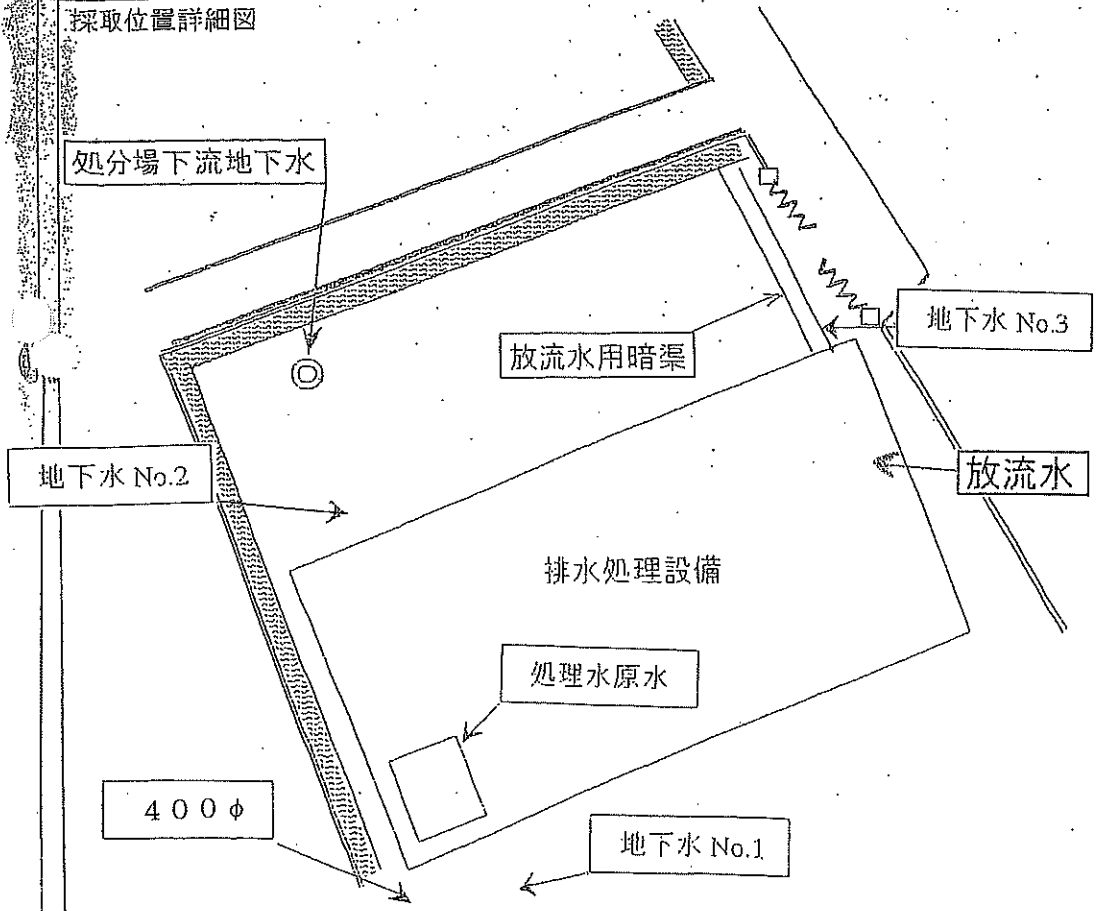 採取位置詳細図
処分場下流地下水
地下水 No.3
放流水用暗渠
地下水 No.2
放流水
排水処理設備
処理水原水
400φ
地下水 No.1